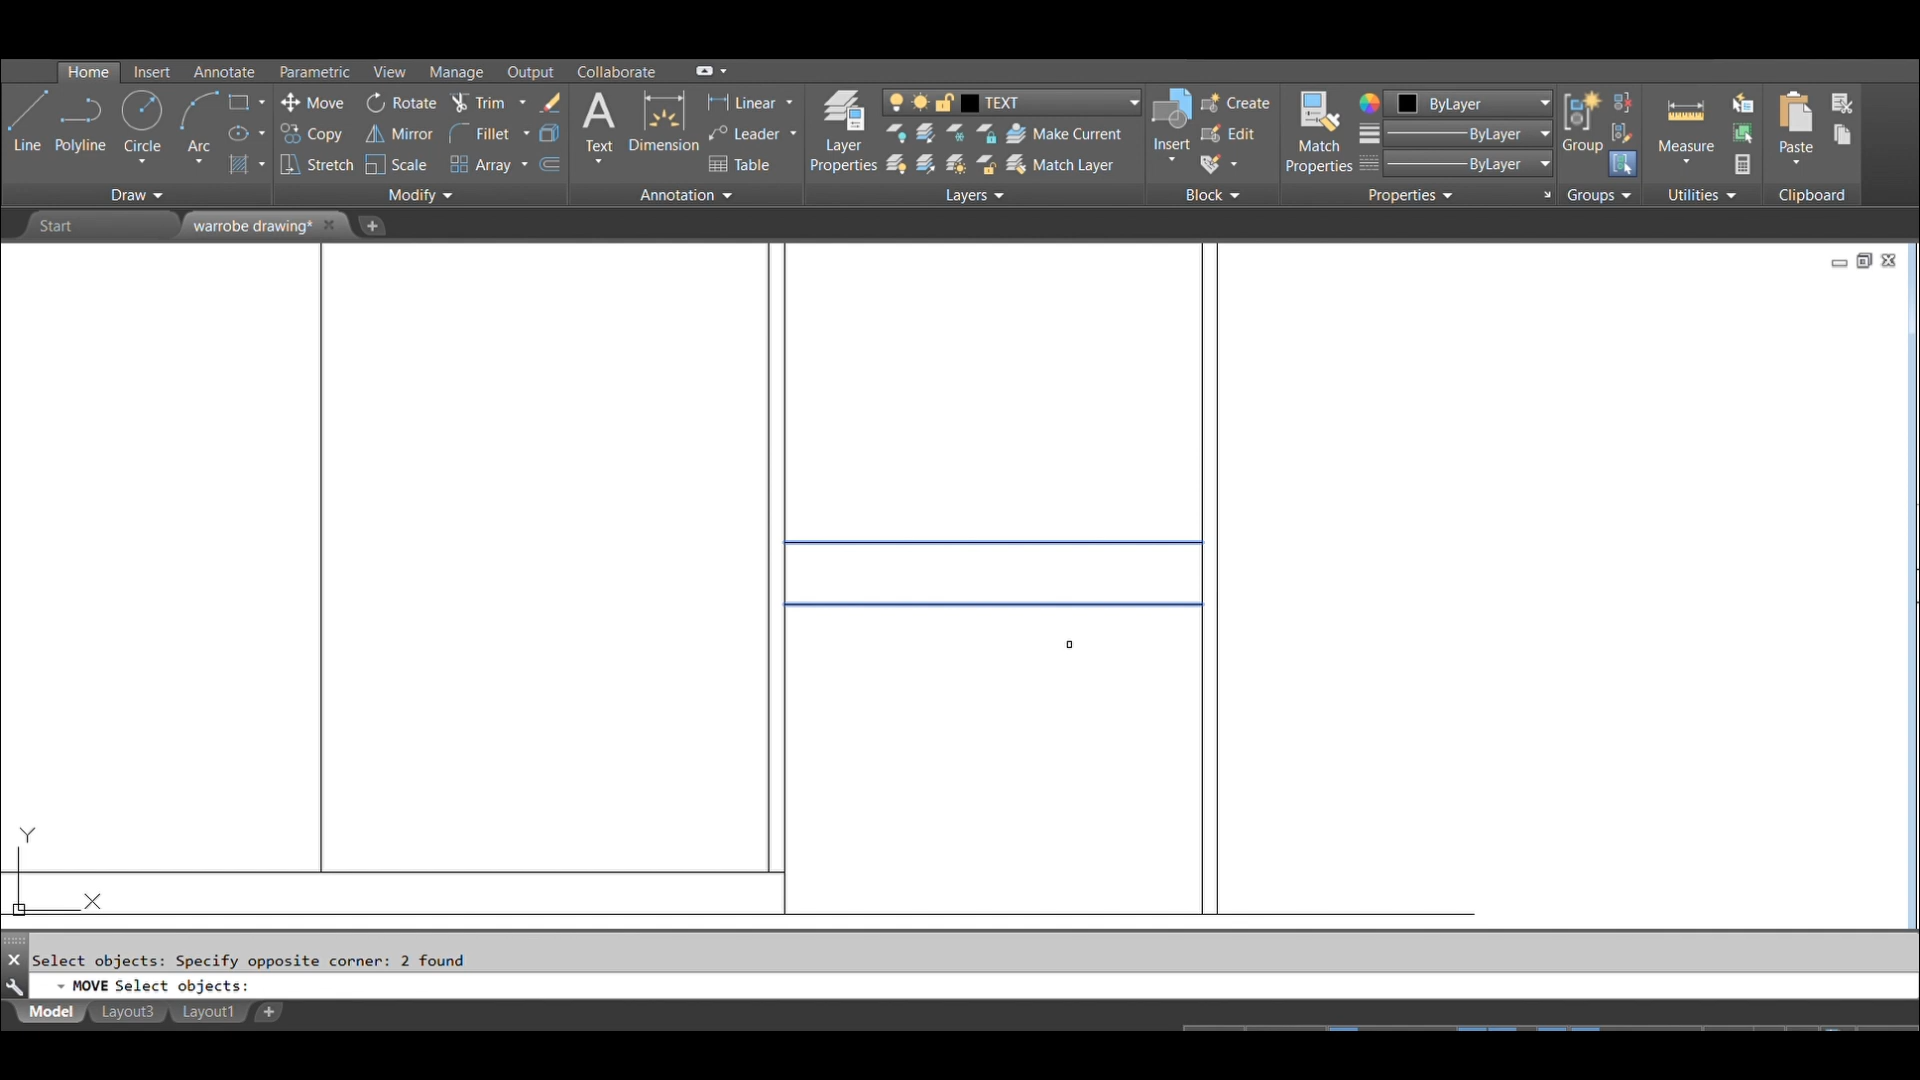 Home Insert Annotate Parametric View Manage Output Collaborate
Line
Polyline
Circle
Arc
Draw
Move Rotate Trim
Copy Mirror Fillet
Stretch Scale Array
Modify
Text
Dimension
Linear
Leader
Table
Annotation
Layer
Properties
TEXT
Make Current
Match Layer
Layers
Insert
Create
Edit
Block
Match
Properties
ByLayer
ByLayer
ByLayer
Properties
Group
Groups
Measure
Utilities
Paste
Clipboard
Start warrobe drawing*
Y
X
Select objects: Specify opposite corner: 2 found
MOVE Select objects:
Model Layout3 Layout1